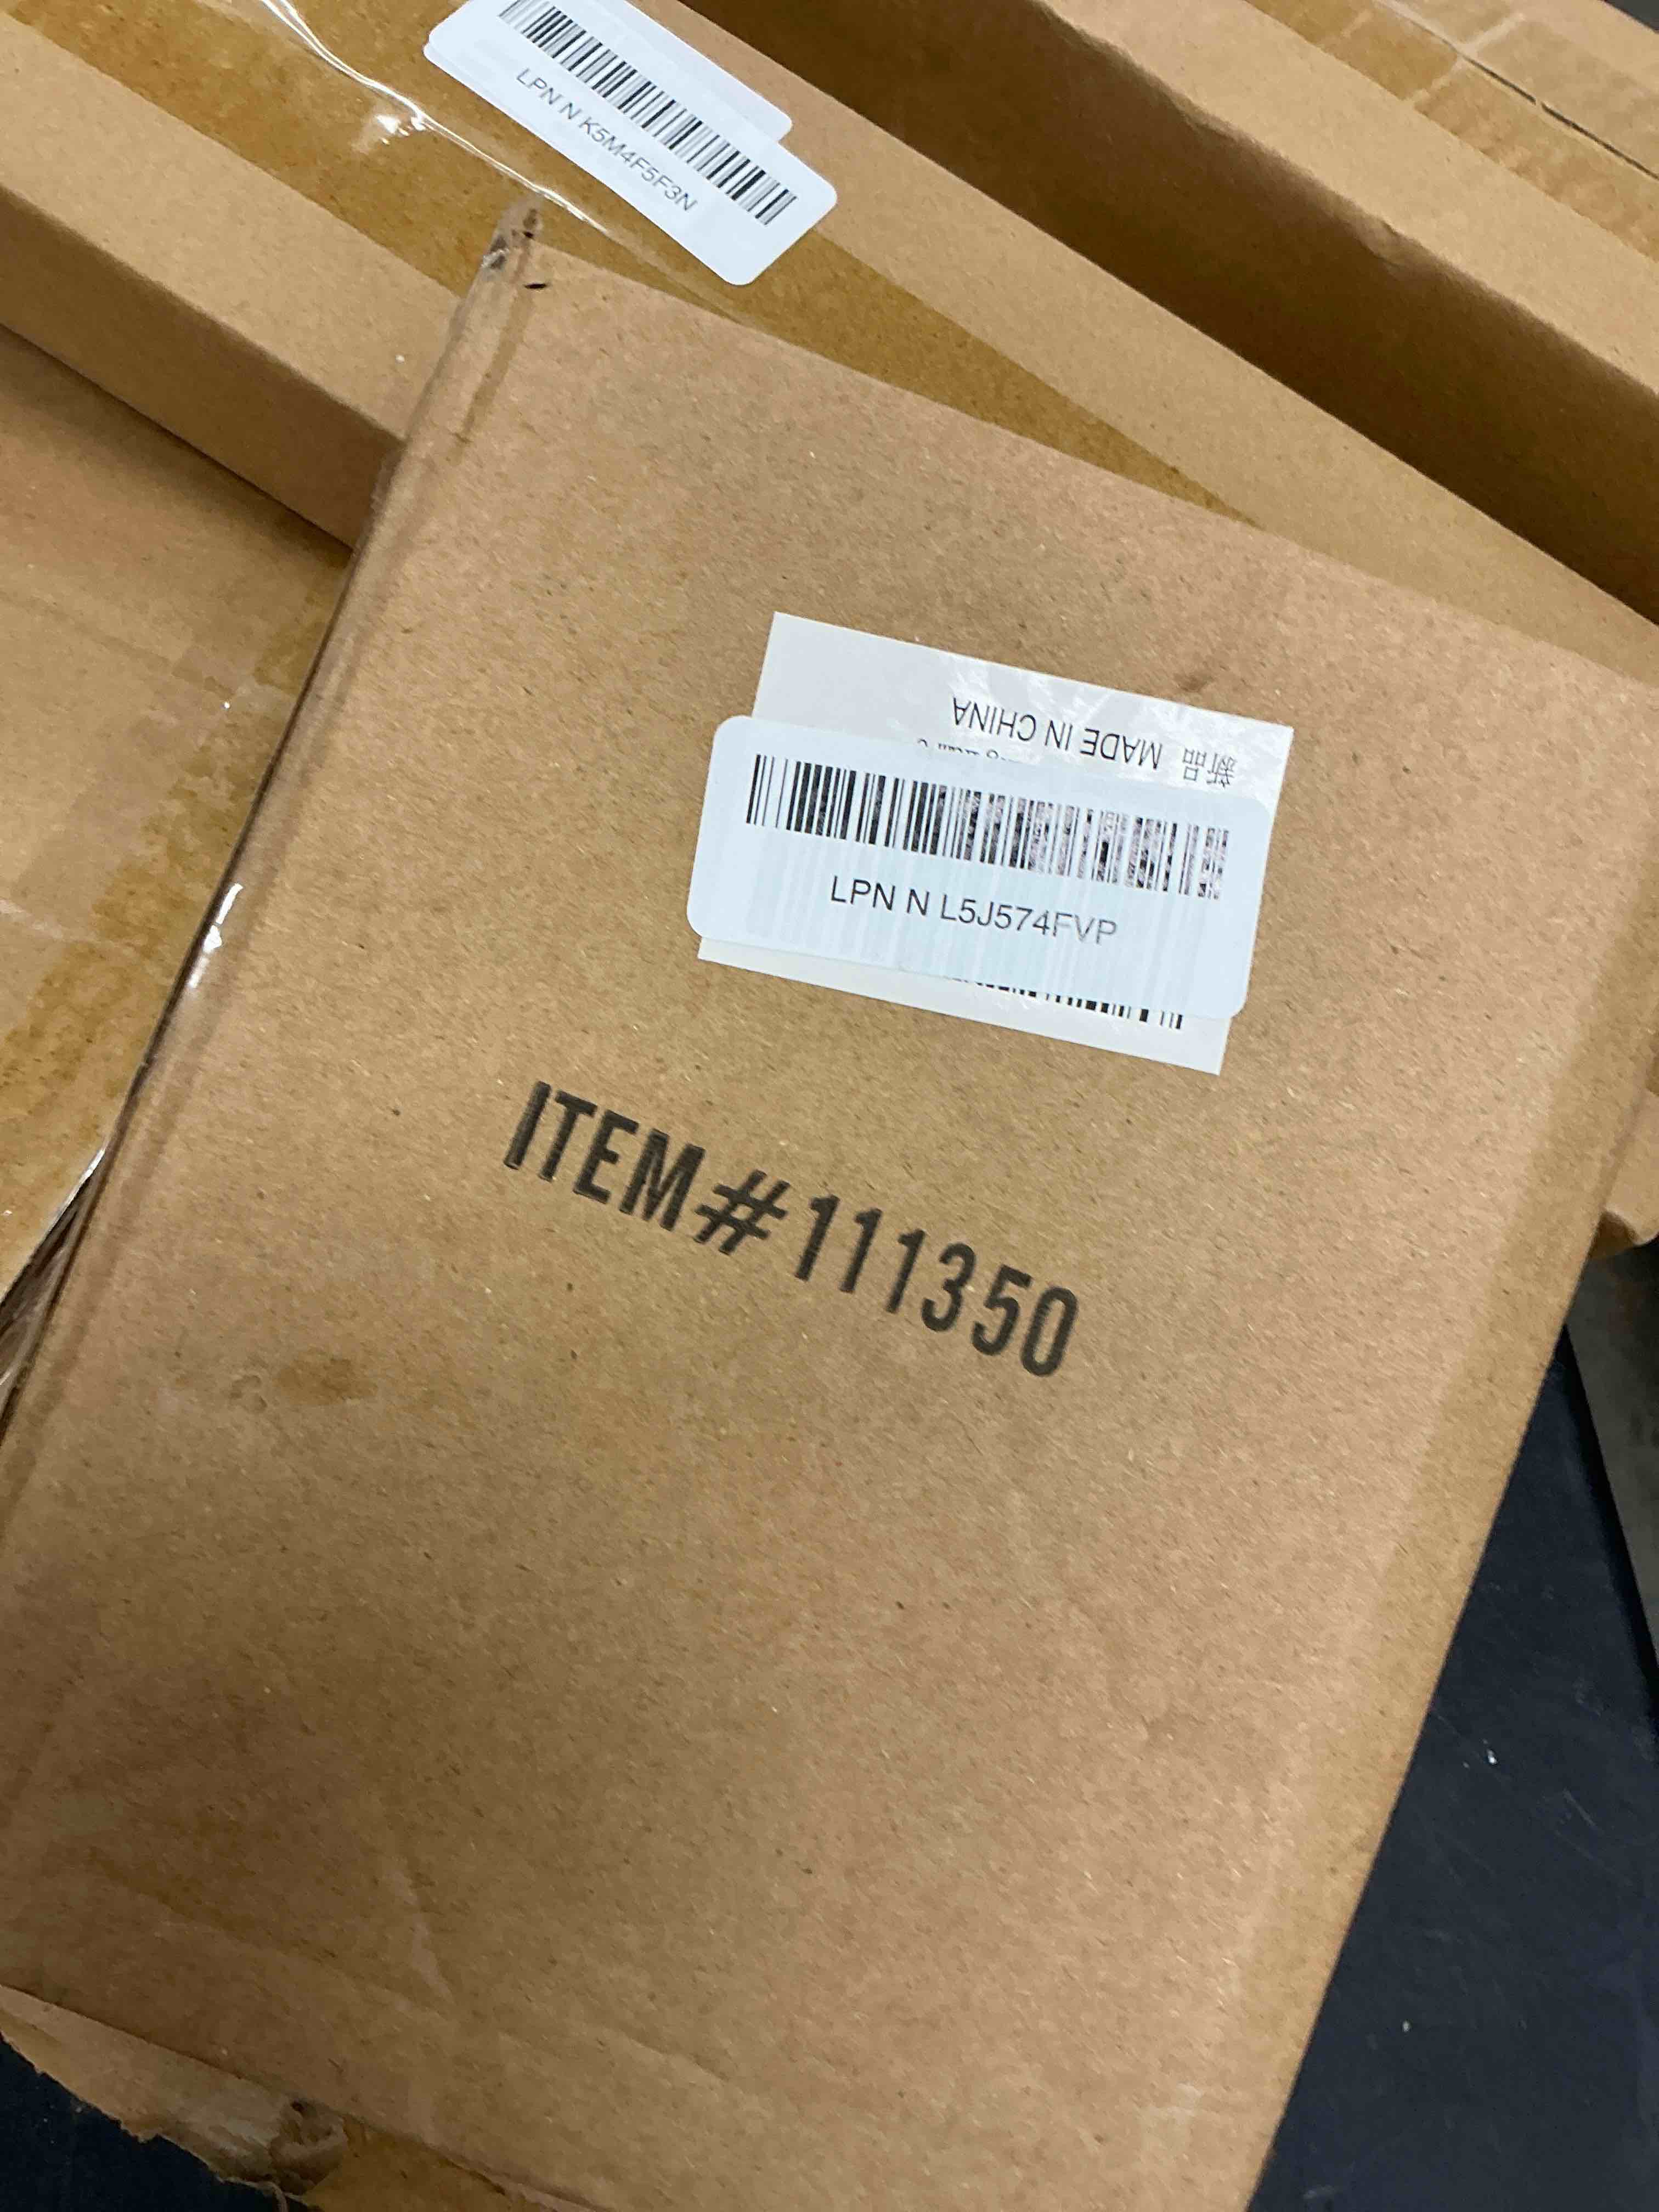 LPN N K5M4F5F3N
新品 MADE IN CHINA
LPN N L5J574FVP
ITEM#111350